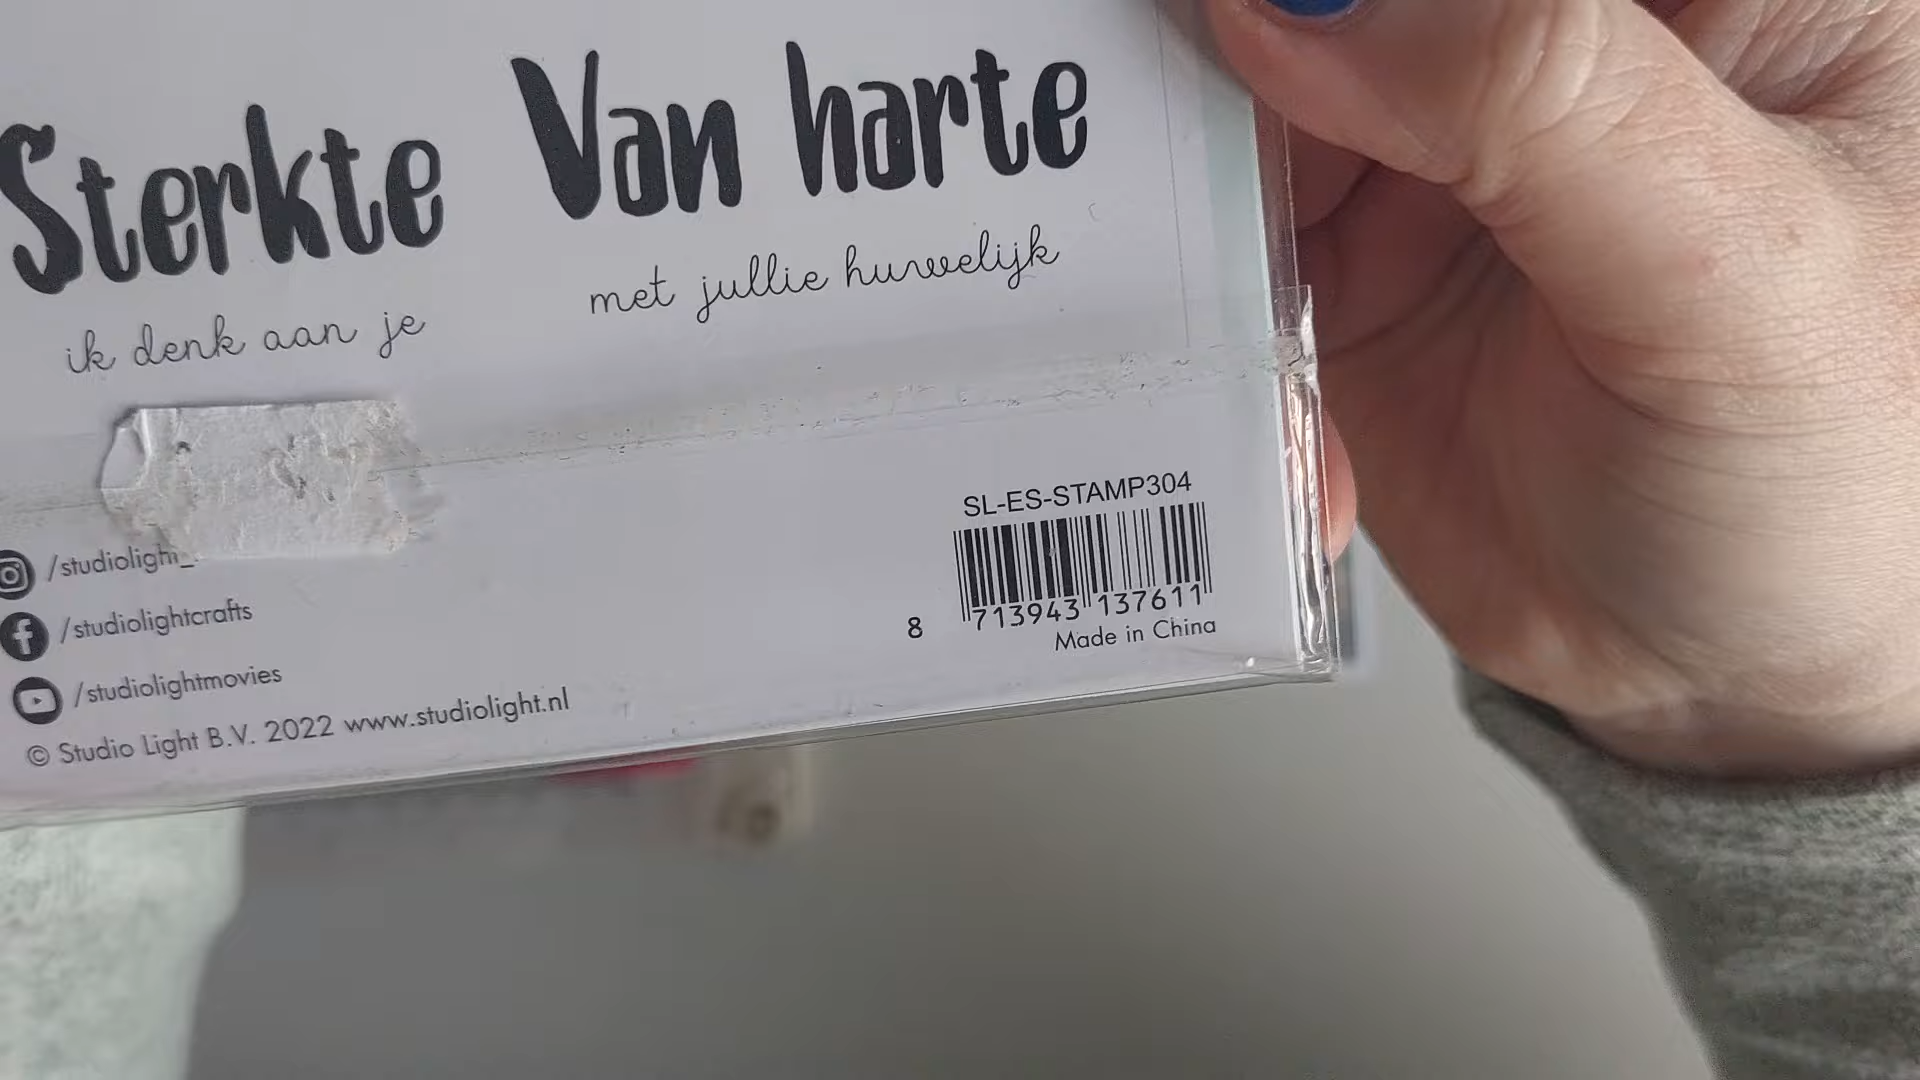 Sterkte
ik denk aan je
Van harte
met jullie huwelijk
SL-ES-STAMP304
8 713943 137611
Made in China
/studiolight_
/studiolightcrafts
/studiolightmovies
© Studio Light B.V. 2022 www.studiolight.nl